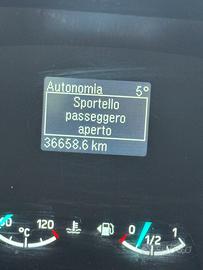 Autonomia 5°
Sportello
passeggero
aperto
36658.6 km
60 °C 120
0 1/2 1